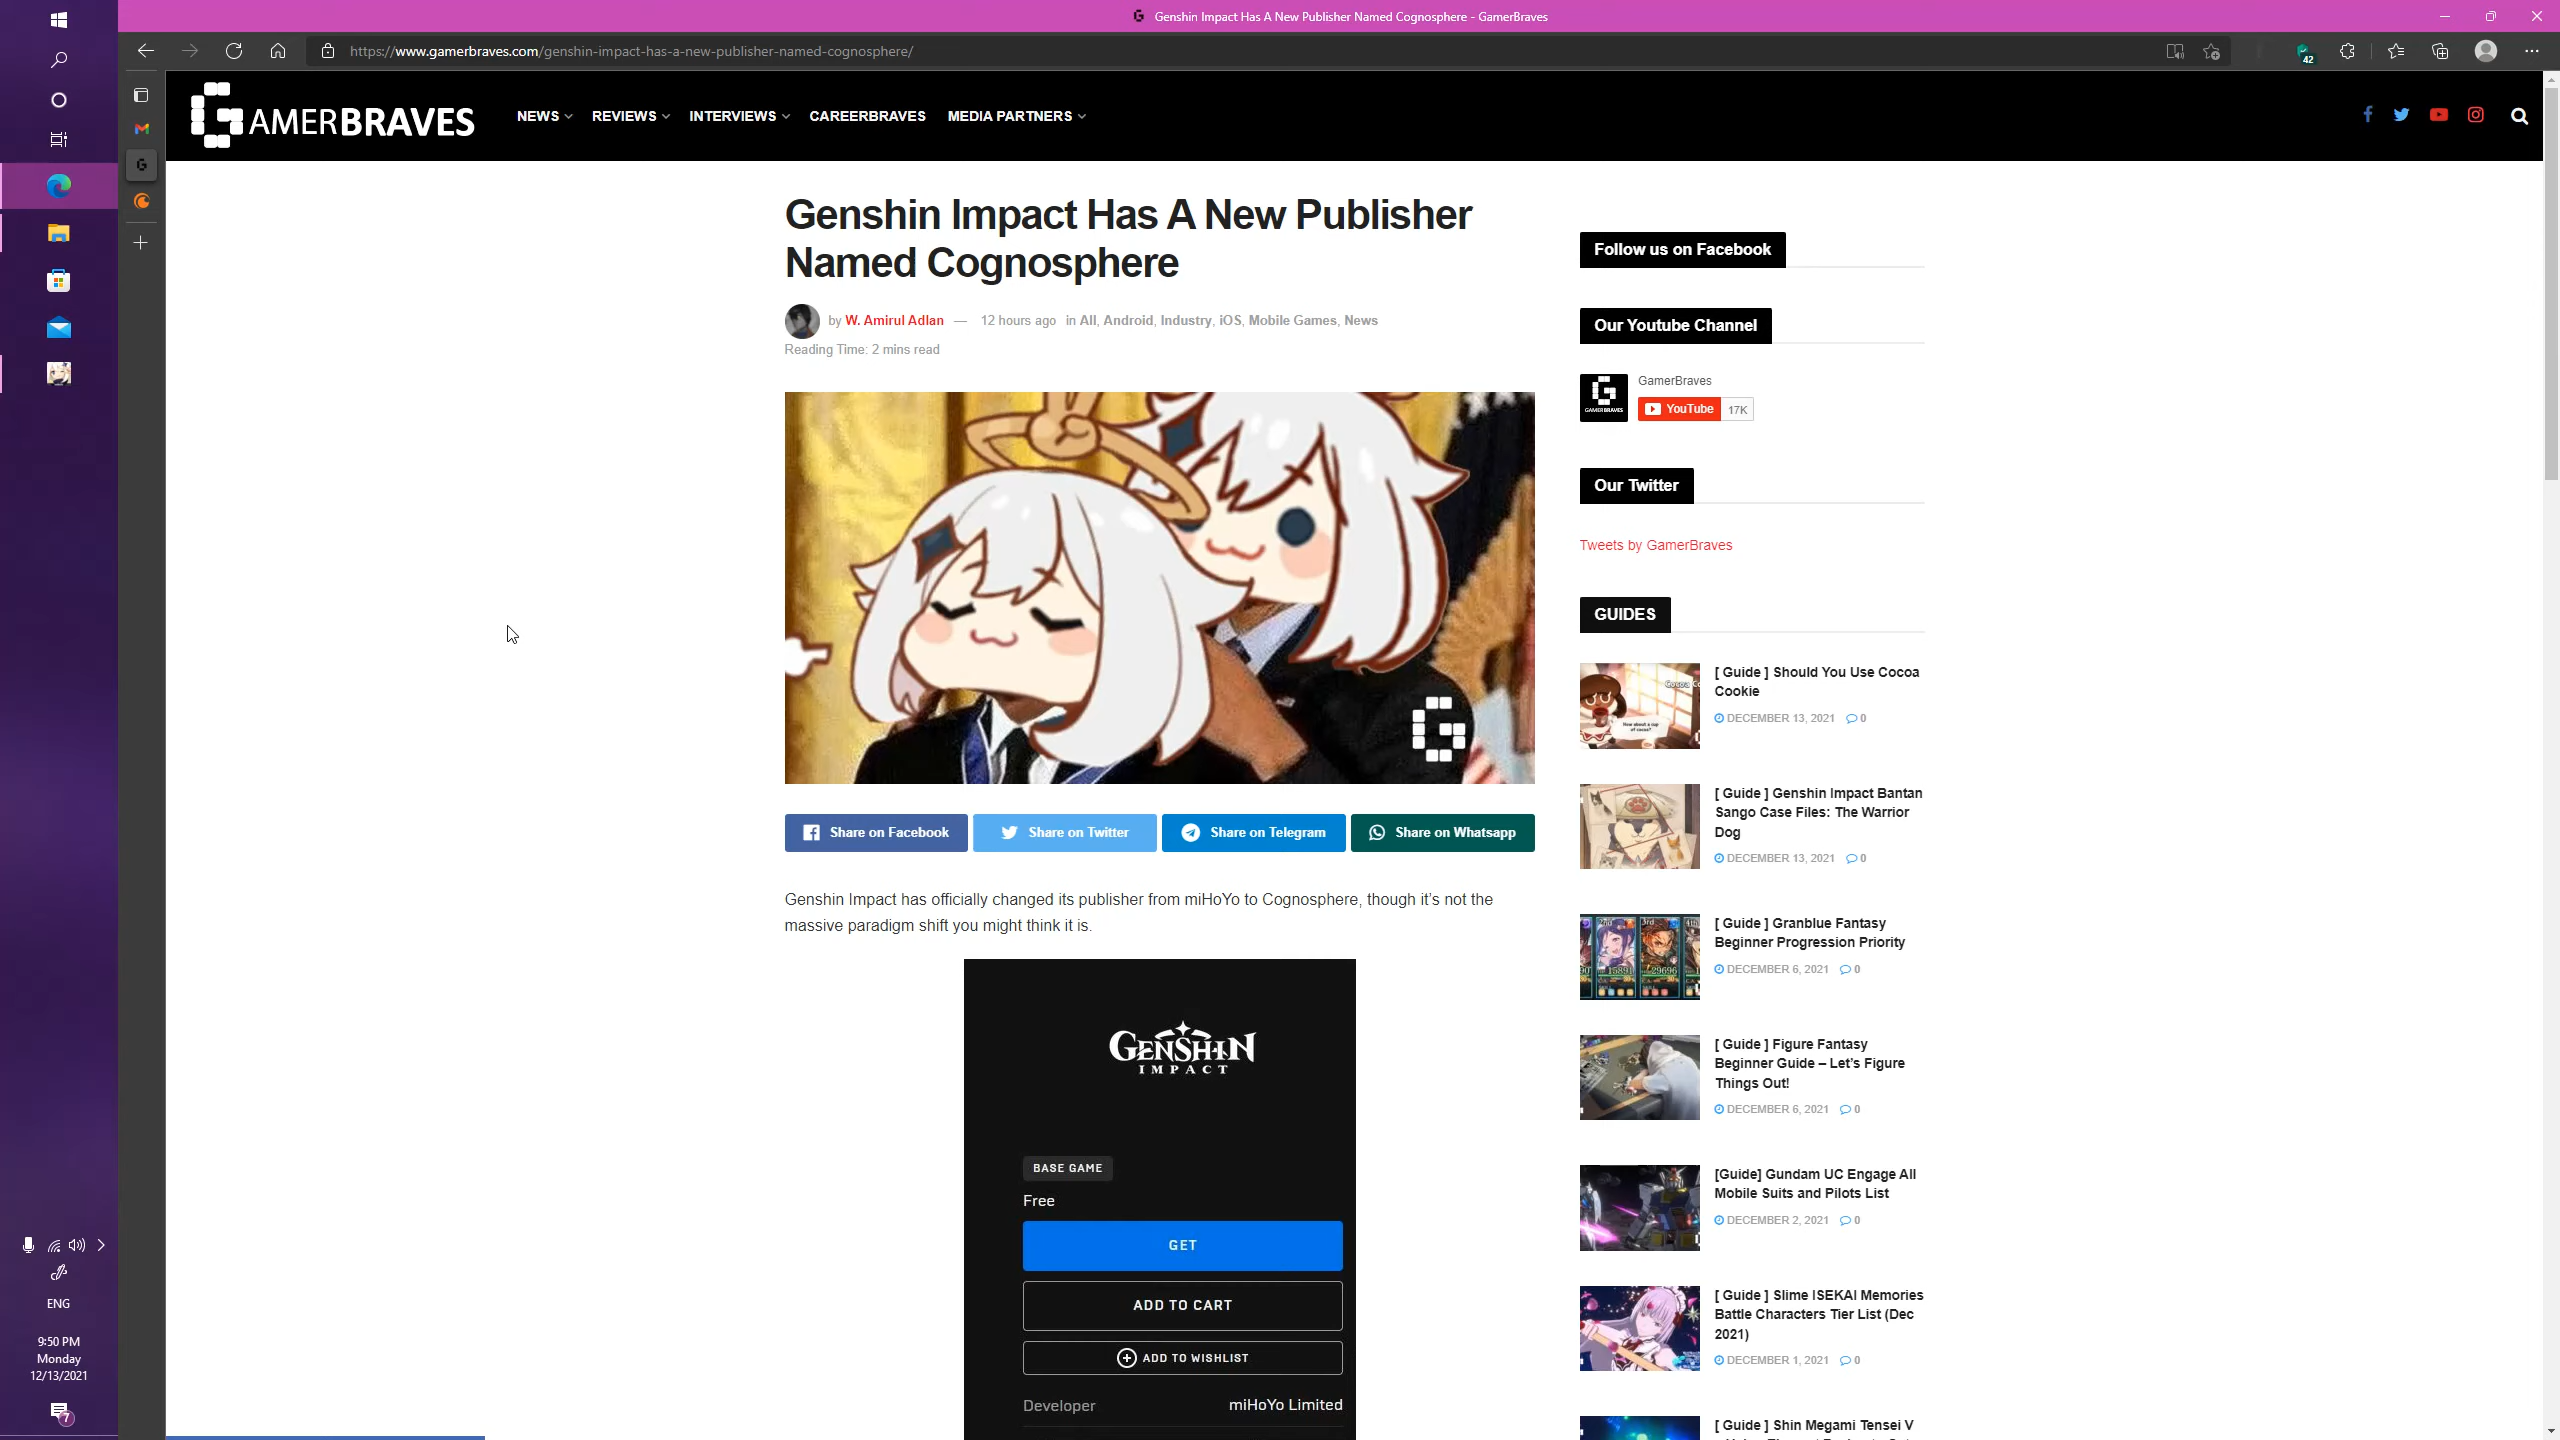 Genshin Impact Has A New Publisher Named Cognosphere - GamerBraves
https://www.gamerbraves.com/genshin-impact-has-a-new-publisher-named-cognosphere/
42
GAMERBRAVES
NEWS
REVIEWS
INTERVIEWS
CAREERBRAVES
MEDIA PARTNERS
Genshin Impact Has A New Publisher
Named Cognosphere
by W. Amirul Adlan — 12 hours ago in All, Android, Industry, iOS, Mobile Games, News
Reading Time: 2 mins read
Share on Facebook
Share on Twitter
Share on Telegram
Share on Whatsapp
Genshin Impact has officially changed its publisher from miHoYo to Cognosphere, though it's not the
massive paradigm shift you might think it is.
GENSHIN
IMPACT
BASE GAME
Free
GET
ADD TO CART
ADD TO WISHLIST
Developer miHoYo Limited
Follow us on Facebook
Our Youtube Channel
GamerBraves
YouTube 17K
Our Twitter
Tweets by GamerBraves
GUIDES
[ Guide ] Should You Use Cocoa
Cookie
DECEMBER 13, 2021 0
[ Guide ] Genshin Impact Bantan
Sango Case Files: The Warrior
Dog
DECEMBER 13, 2021 0
[ Guide ] Granblue Fantasy
Beginner Progression Priority
DECEMBER 6, 2021 0
[ Guide ] Figure Fantasy
Beginner Guide – Let's Figure
Things Out!
DECEMBER 6, 2021 0
[Guide] Gundam UC Engage All
Mobile Suits and Pilots List
DECEMBER 2, 2021 0
[ Guide ] Slime ISEKAI Memories
Battle Characters Tier List (Dec
2021)
DECEMBER 1, 2021 0
[ Guide ] Shin Megami Tensei V
ENG
9:50 PM
Monday
12/13/2021
7